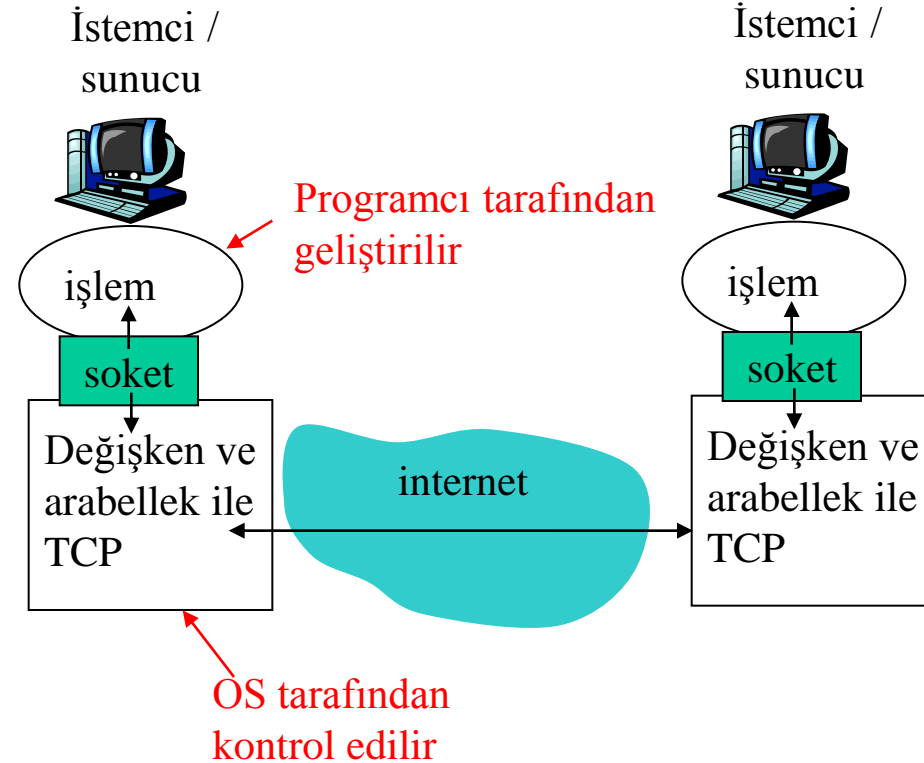 İstemci /
sunucu
İstemci /
sunucu
Programcı tarafından
geliştirilir
işlem
işlem
soket
soket
Değişken ve
arabellek ile
TCP
internet
Değişken ve
arabellek ile
TCP
OS tarafından
kontrol edilir